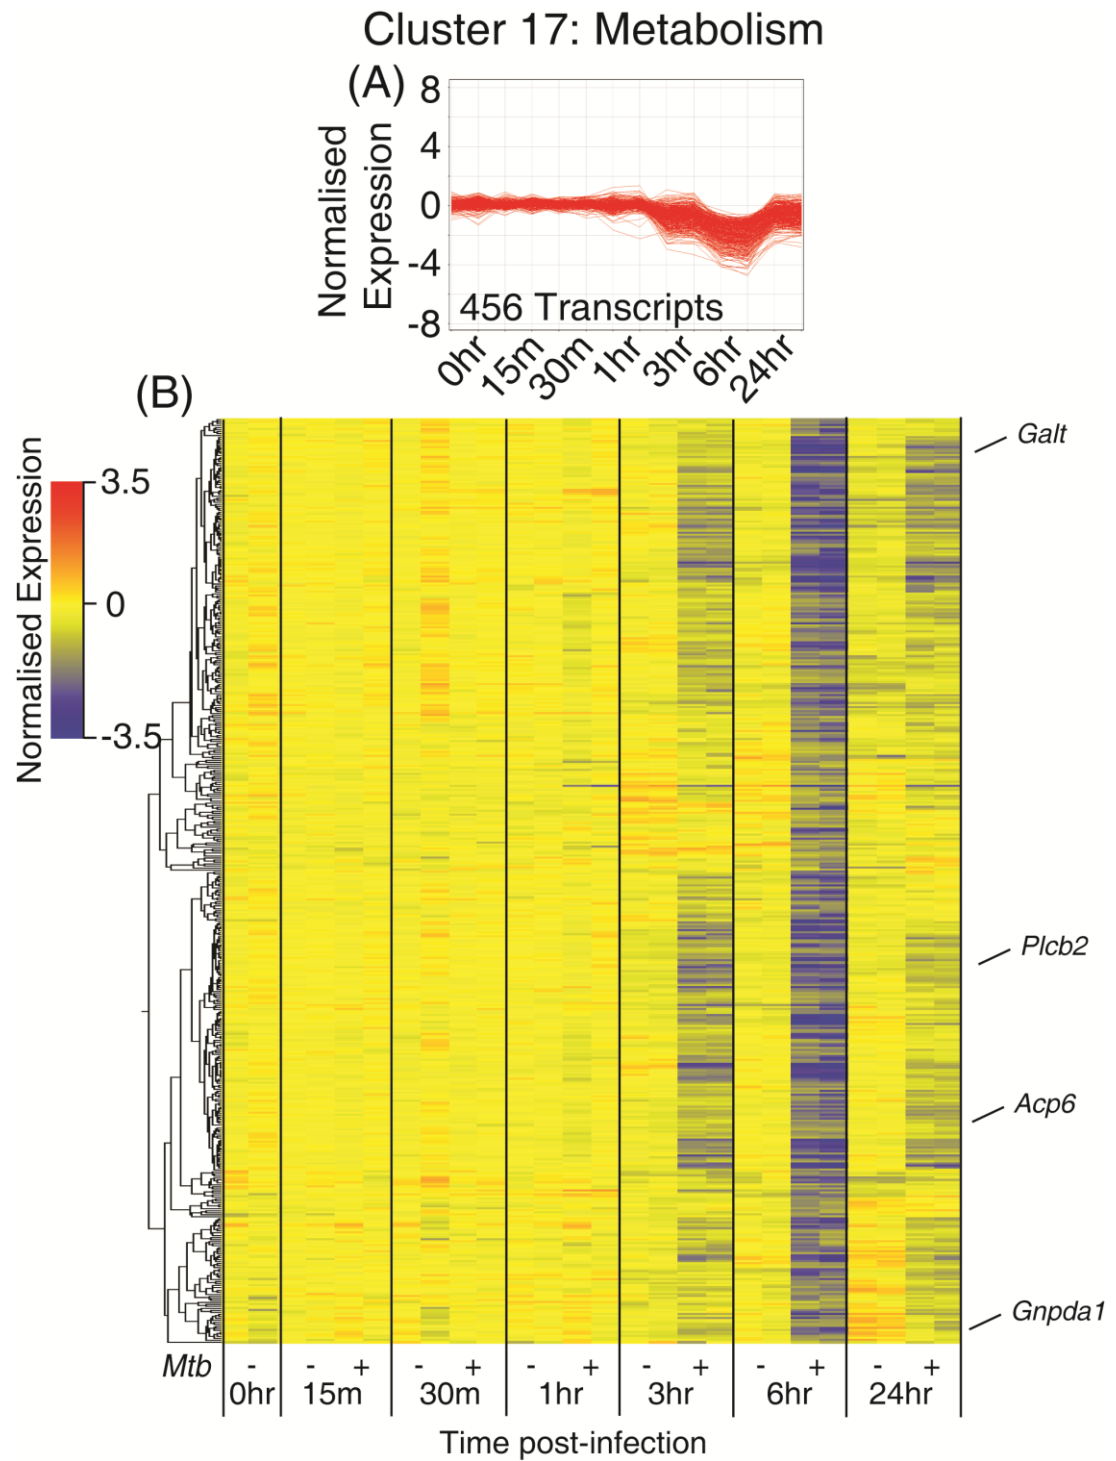 Cluster 17: Metabolism
(A)
Normalised
Expression
8
4
0
-4
-8
456 Transcripts
0hr 15m 30m 1hr 3hr 6hr 24hr
(B)
Normalised Expression
3.5
0
-3.5
Galt
Plcb2
Acp6
Gnpda1
Mtb - - + - + - + - + - + - +
0hr 15m 30m 1hr 3hr 6hr 24hr
Time post-infection